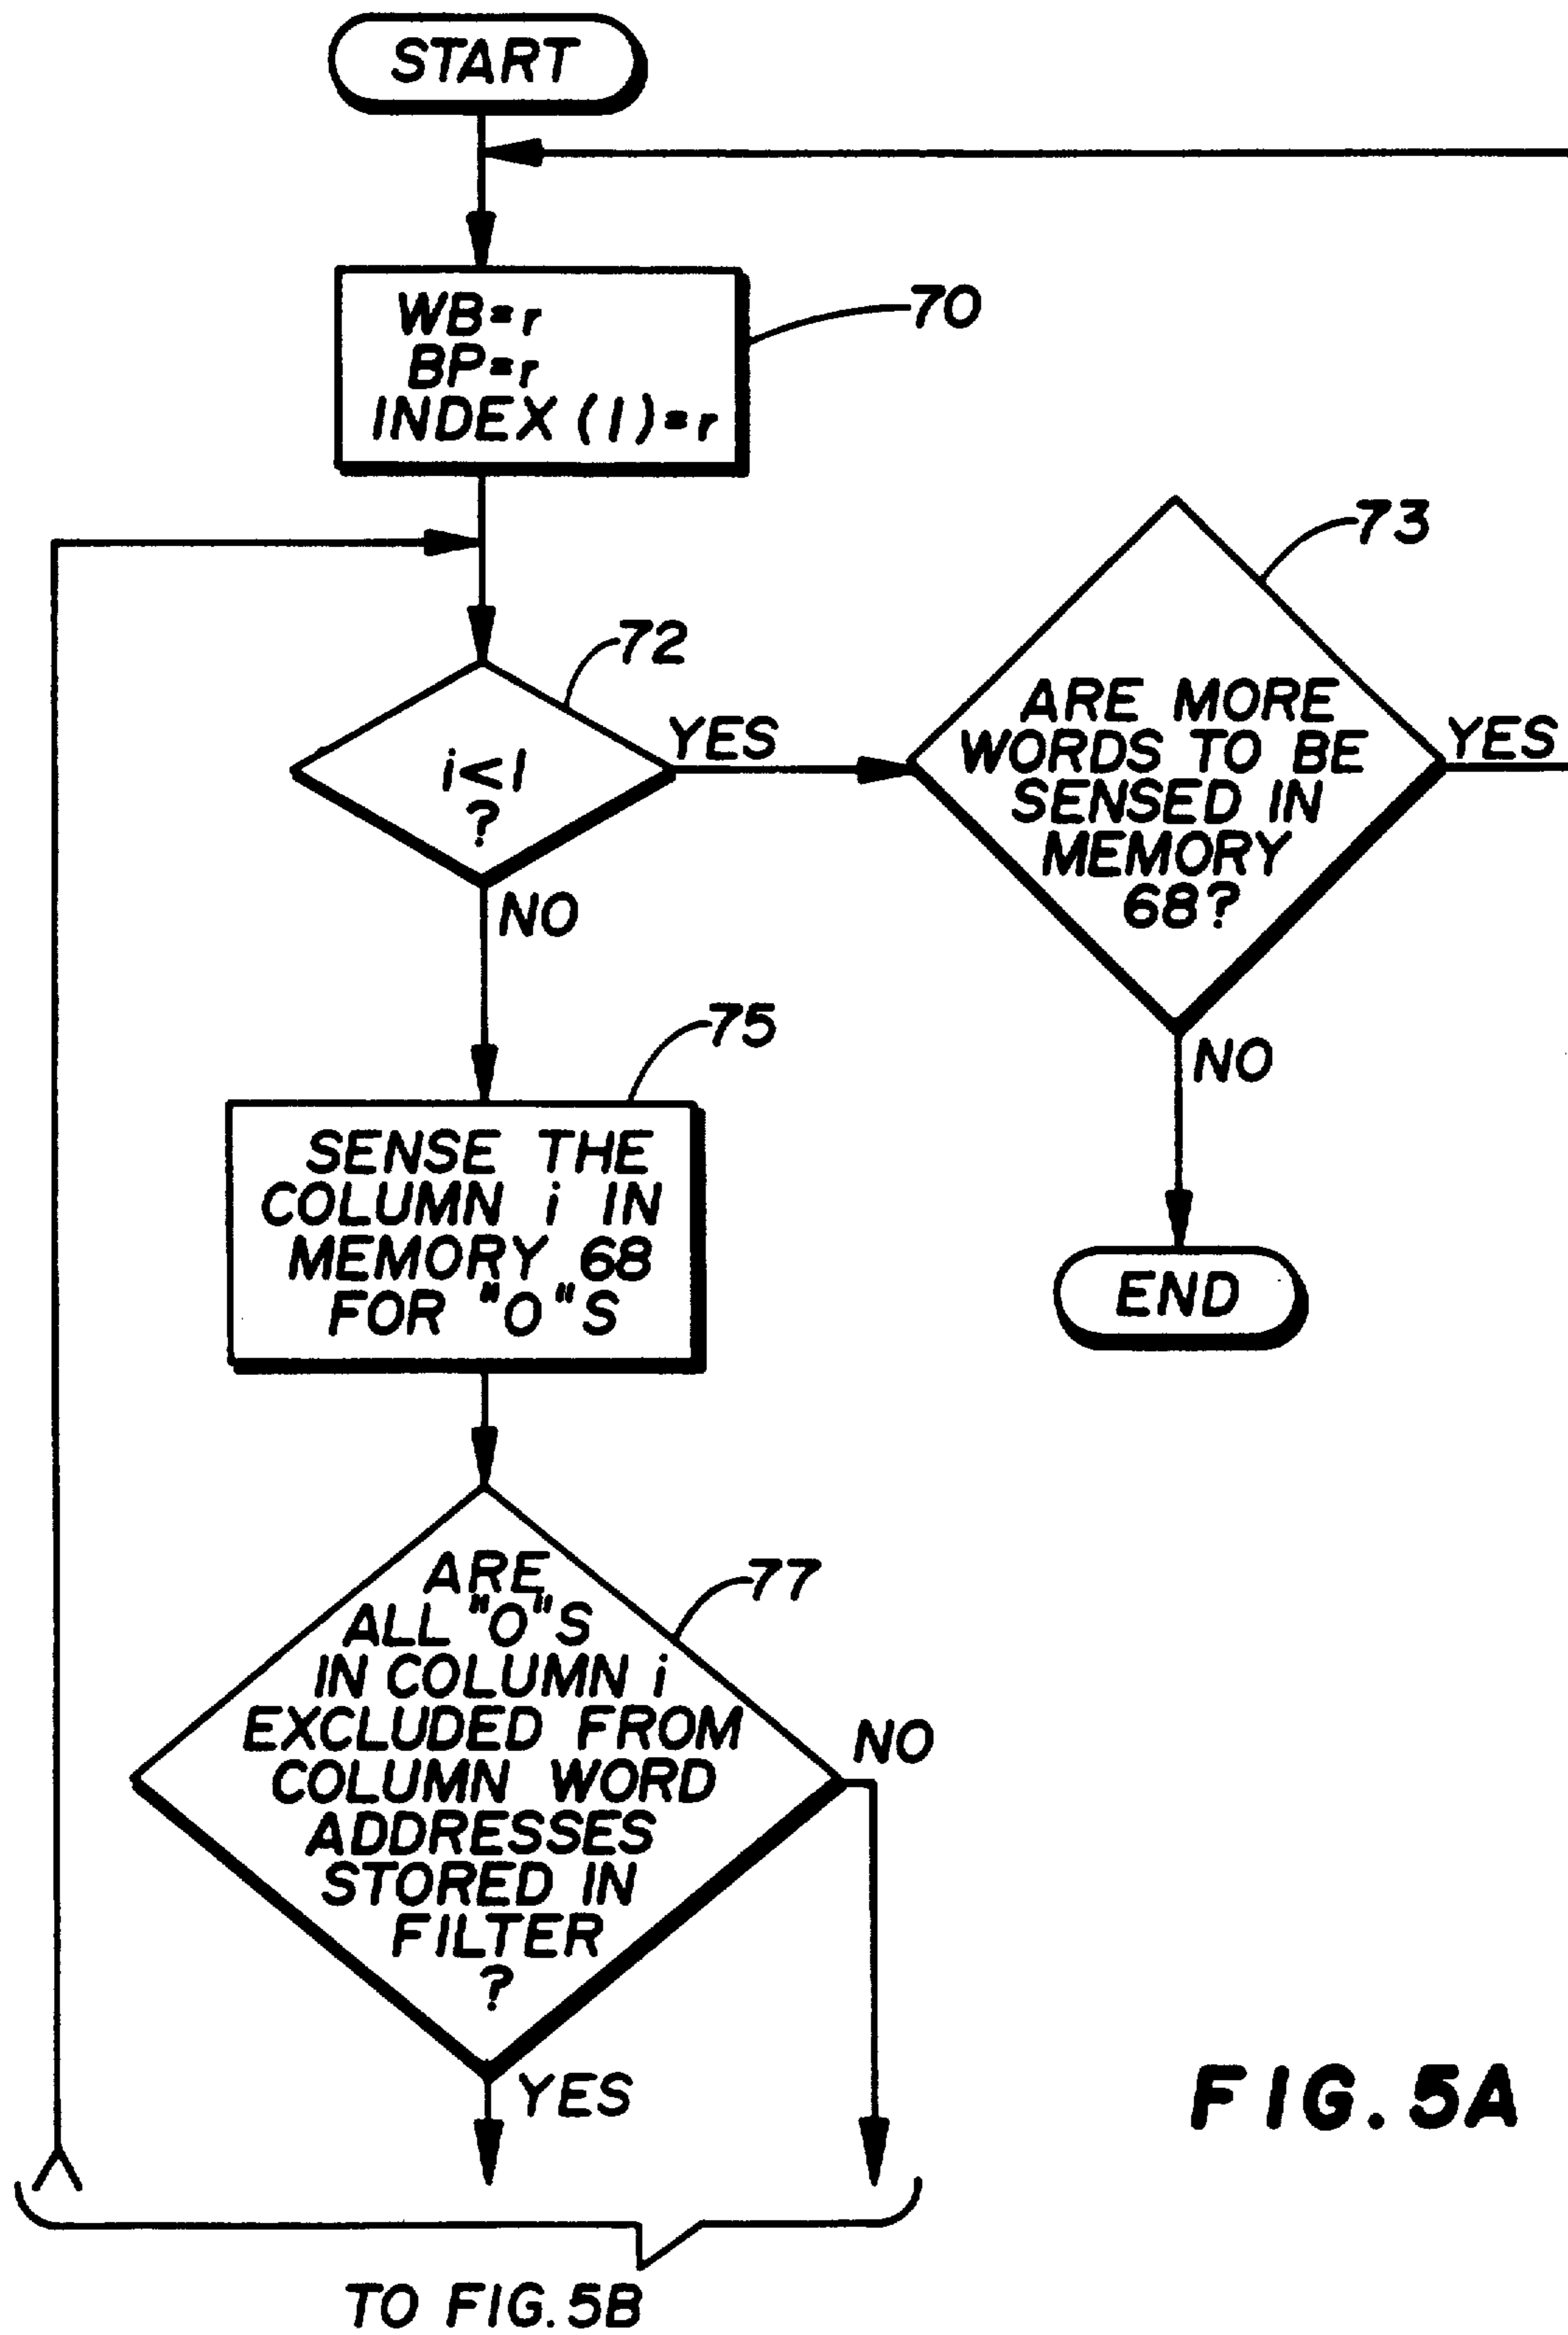 START
WB=r
BP=r
INDEX (I)=r
70
72
i<1
?
YES
NO
73
ARE MORE
WORDS TO BE
SENSED IN
MEMORY
68?
YES
NO
END
75
SENSE THE
COLUMN i IN
MEMORY 68
FOR "0"S
77
ARE
ALL "0"S
IN COLUMN i
EXCLUDED FROM
COLUMN WORD
ADDRESSES
STORED IN
FILTER
?
NO
YES
FIG. 5A
TO FIG. 5B